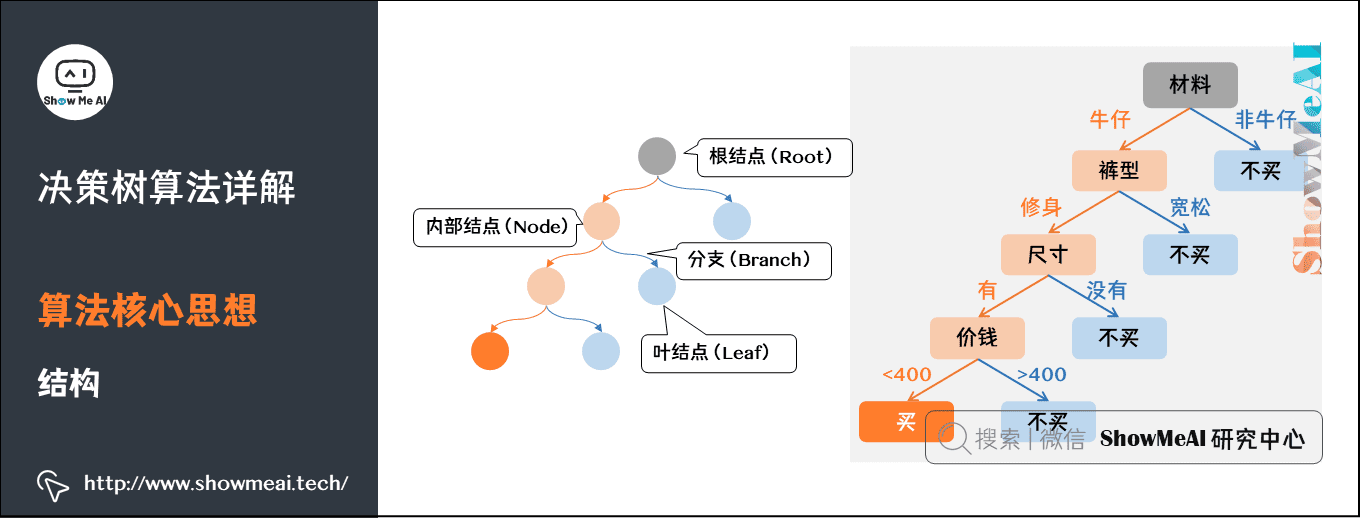 Show Me AI
决策树算法详解
算法核心思想
结构
http://www.showmeai.tech/
根结点（Root）
内部结点（Node）
分支（Branch）
叶结点（Leaf）
材料
牛仔
非牛仔
裤型
不买
修身
宽松
尺寸
不买
有
没有
价钱
不买
<400
>400
买
不买
搜索 | 微信 ShowMeAI 研究中心
ShowMeAI